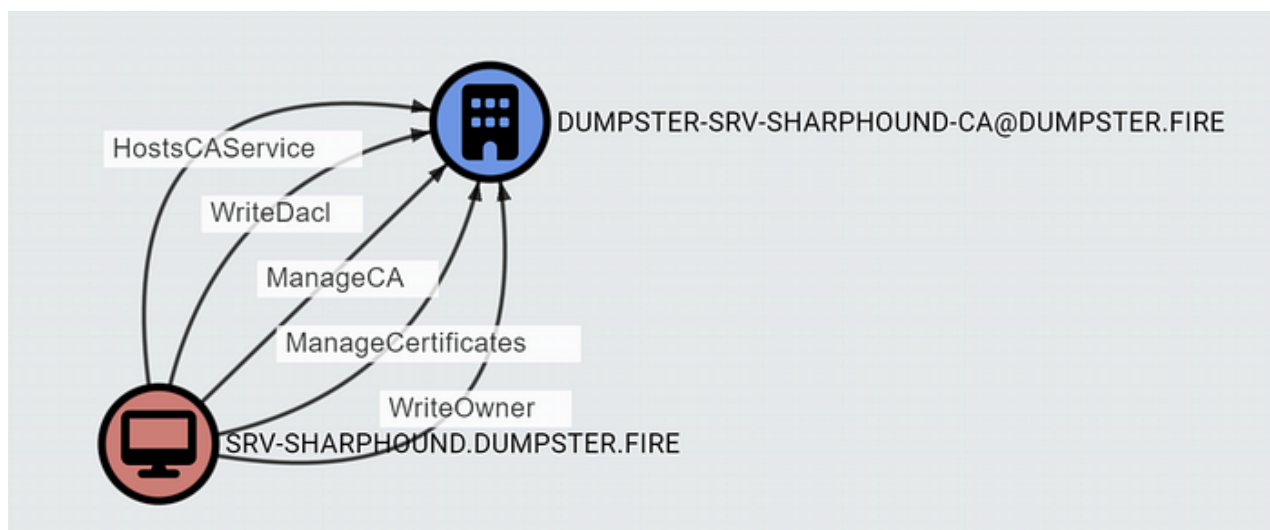 DUMPSTER-SRV-SHARPHOUND-CA@DUMPSTER.FIRE
HostsCAService
WriteDacl
ManageCA
ManageCertificates
WriteOwner
SRV-SHARPHOUND.DUMPSTER.FIRE